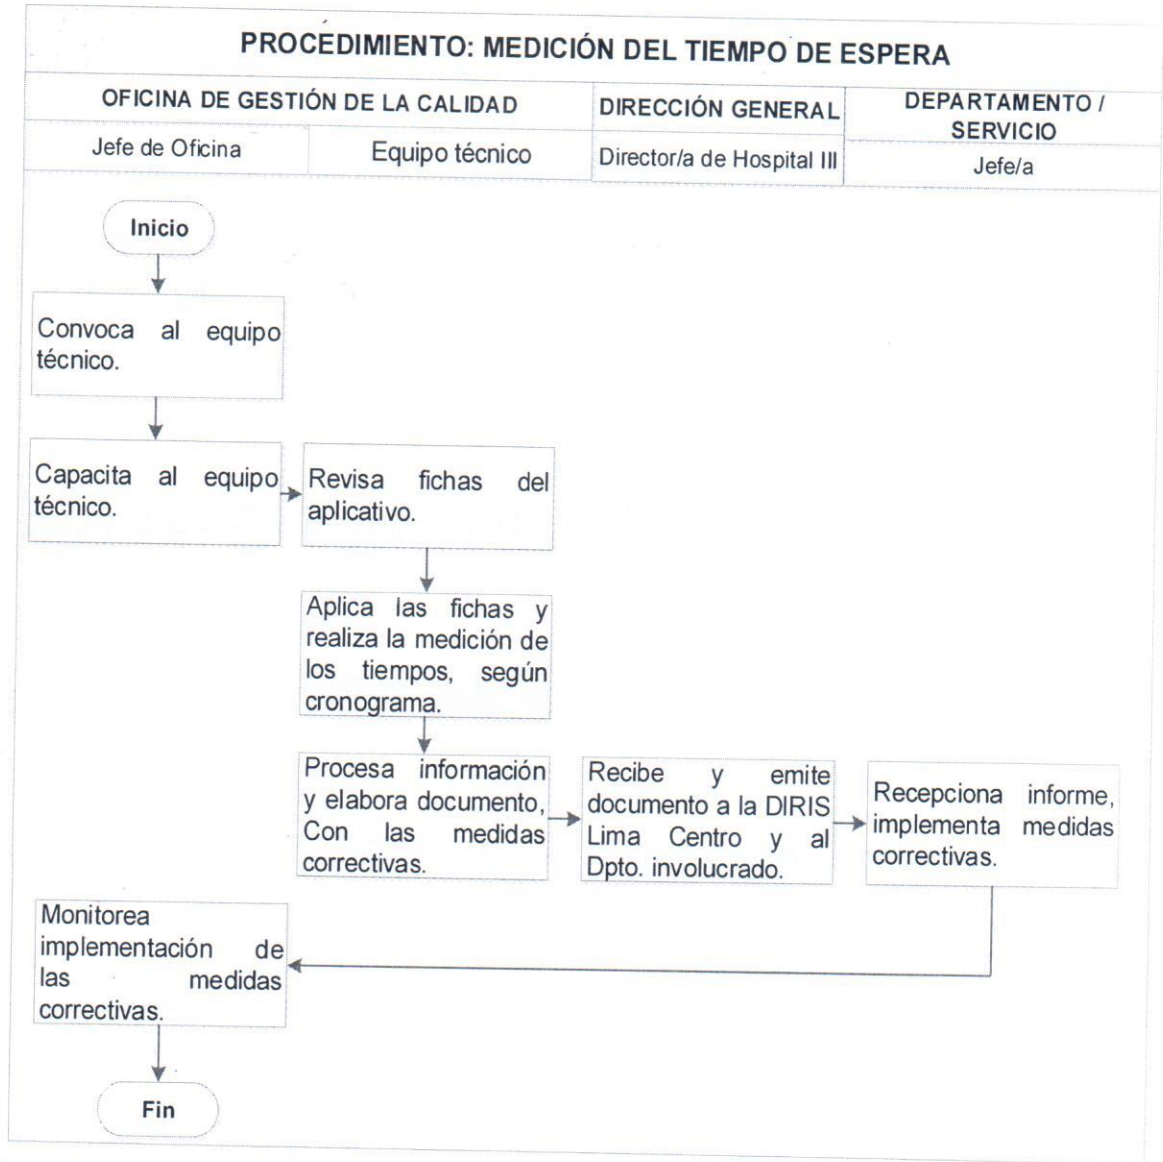 PROCEDIMIENTO: MEDICIÓN DEL TIEMPO DE ESPERA
OFICINA DE GESTIÓN DE LA CALIDAD
DIRECCIÓN GENERAL
DEPARTAMENTO /
SERVICIO
Jefe de Oficina
Equipo técnico
Director/a de Hospital III
Jefe/a
Inicio
Convoca al equipo
técnico.
Capacita al equipo
técnico.
Revisa fichas del
aplicativo.
Aplica las fichas y
realiza la medición de
los tiempos, según
cronograma.
Procesa información
y elabora documento,
Con las medidas
correctivas.
Recibe y emite
documento a la DIRIS
Lima Centro y al
Dpto. involucrado.
Recepciona informe,
implementa medidas
correctivas.
Monitorea
implementación de
las medidas
correctivas.
Fin